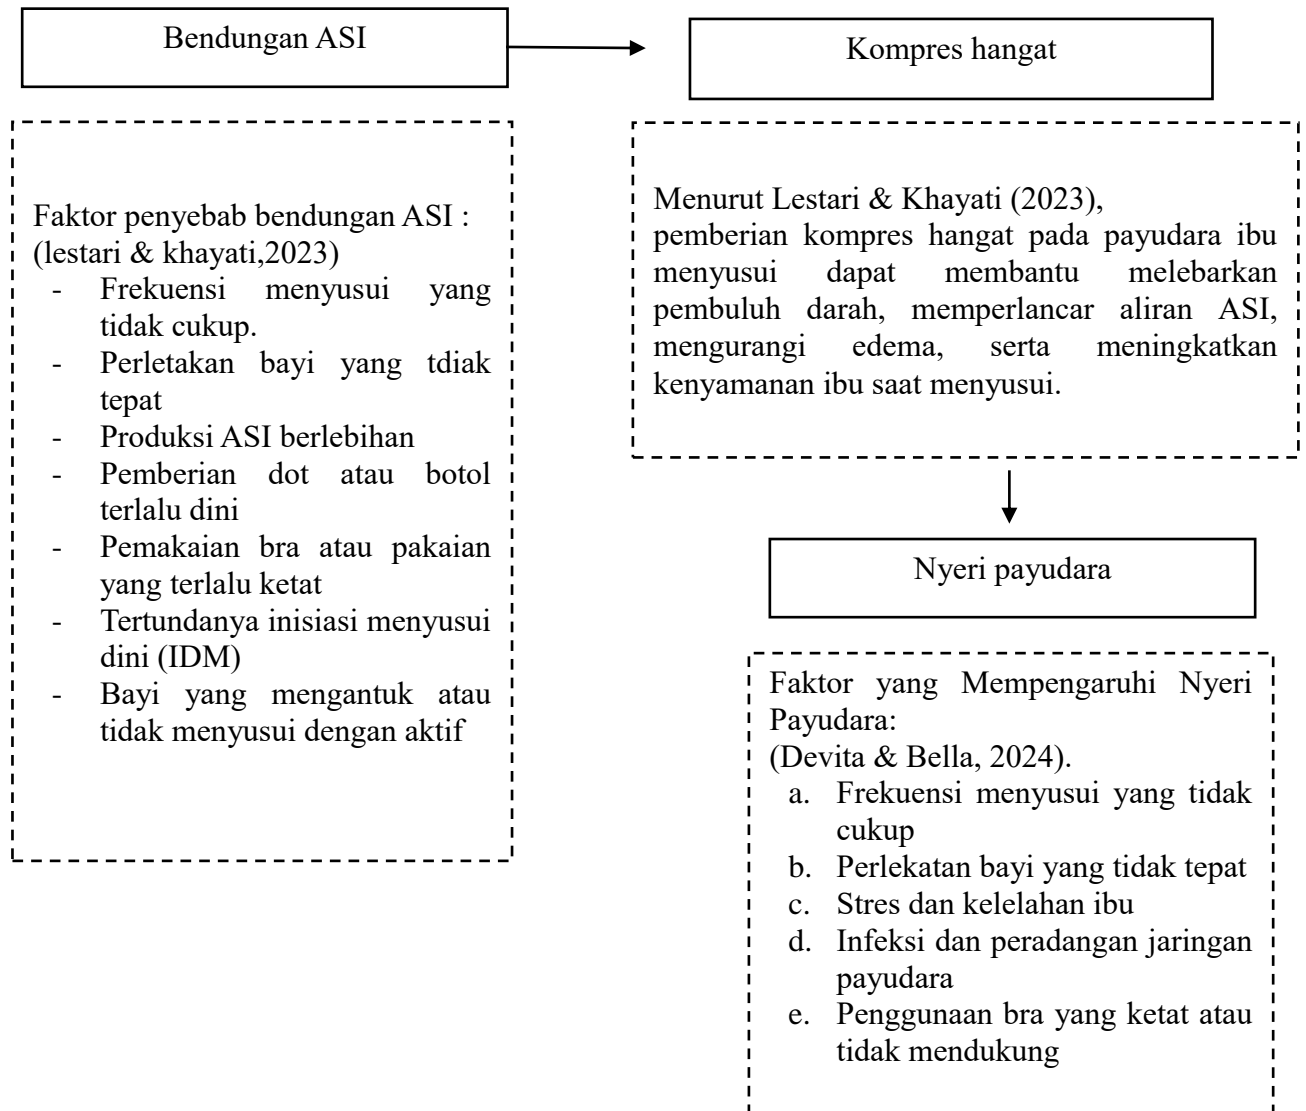 Bendungan ASI
Kompres hangat
Faktor penyebab bendungan ASI :
(lestari & khayati,2023)
- Frekuensi menyusui yang
tidak cukup.
- Perletakan bayi yang tdiak
tepat
- Produksi ASI berlebihan
- Pemberian dot atau botol
terlalu dini
- Pemakaian bra atau pakaian
yang terlalu ketat
- Tertundanya inisiasi menyusui
dini (IDM)
- Bayi yang mengantuk atau
tidak menyusui dengan aktif
Menurut Lestari & Khayati (2023),
pemberian kompres hangat pada payudara ibu
menyusui dapat membantu melebarkan
pembuluh darah, memperlancar aliran ASI,
mengurangi edema, serta meningkatkan
kenyamanan ibu saat menyusui.
Nyeri payudara
Faktor yang Mempengaruhi Nyeri
Payudara:
(Devita & Bella, 2024).
a. Frekuensi menyusui yang tidak
cukup
b. Perlekatan bayi yang tidak tepat
c. Stres dan kelelahan ibu
d. Infeksi dan peradangan jaringan
payudara
e. Penggunaan bra yang ketat atau
tidak mendukung